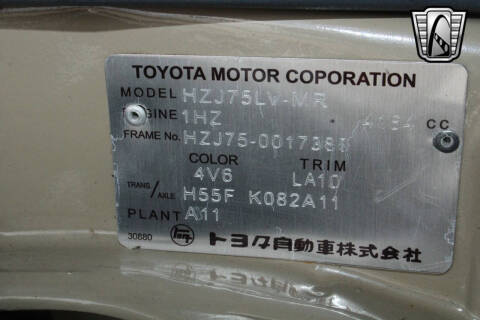 TOYOTA MOTOR COPORATION
MODEL HZJ75LV-MR
ENGINE 1HZ 4164 CC
FRAME No. HZJ75-0017388
COLOR TRIM
4V6 LA10
TRANS/AXLE H55F K082A11
PLANT A11
30880 トヨタ自動車株式会社